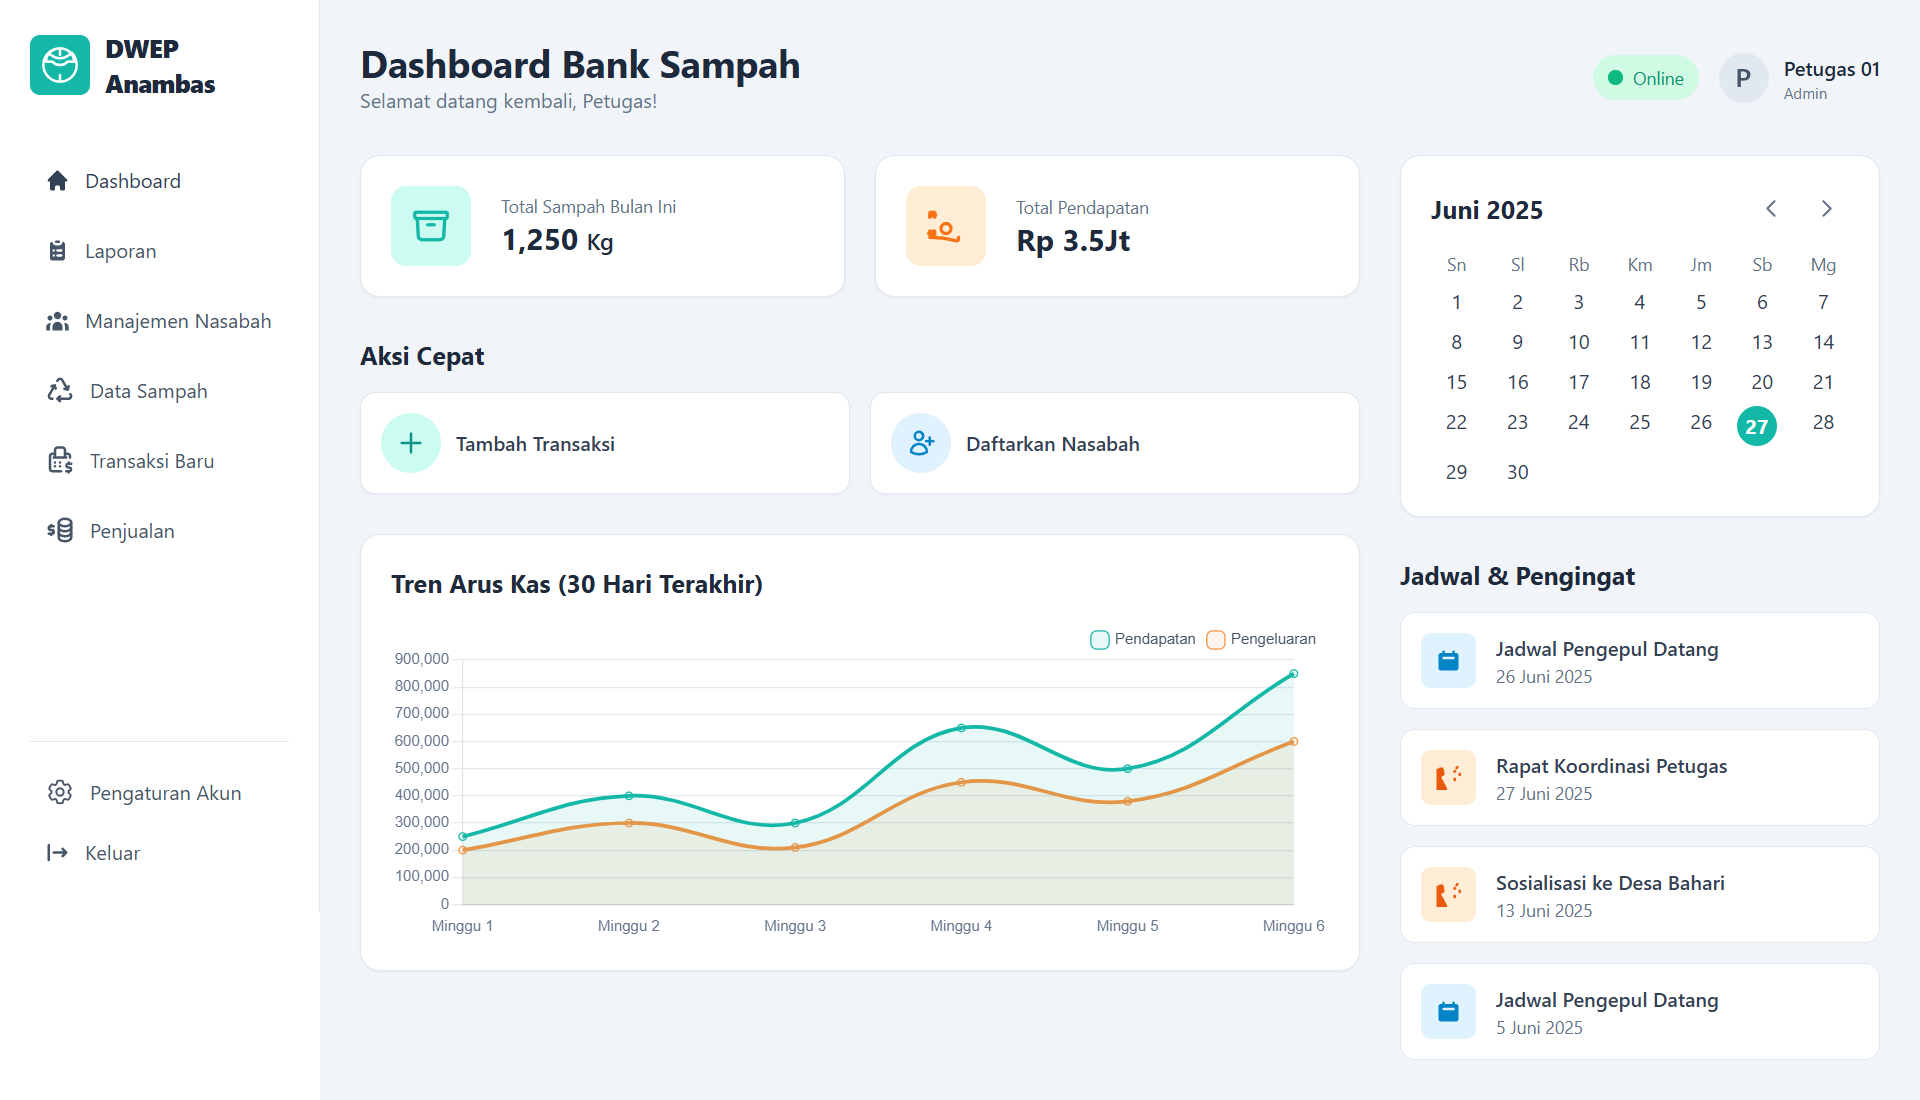 DWEP
Anambas
Dashboard
Laporan
Manajemen Nasabah
Data Sampah
Transaksi Baru
Penjualan
Pengaturan Akun
Keluar
Dashboard Bank Sampah
Selamat datang kembali, Petugas!
Online
P
Petugas 01
Admin
Total Sampah Bulan Ini
1,250 Kg
Total Pendapatan
Rp 3.5Jt
Aksi Cepat
Tambah Transaksi
Daftarkan Nasabah
Tren Arus Kas (30 Hari Terakhir)
Pendapatan Pengeluaran
900,000
800,000
700,000
600,000
500,000
400,000
300,000
200,000
100,000
0
Minggu 1 Minggu 2 Minggu 3 Minggu 4 Minggu 5 Minggu 6
Juni 2025
Sn Sl Rb Km Jm Sb Mg
1 2 3 4 5 6 7
8 9 10 11 12 13 14
15 16 17 18 19 20 21
22 23 24 25 26 27 28
29 30
Jadwal & Pengingat
Jadwal Pengepul Datang
26 Juni 2025
Rapat Koordinasi Petugas
27 Juni 2025
Sosialisasi ke Desa Bahari
13 Juni 2025
Jadwal Pengepul Datang
5 Juni 2025